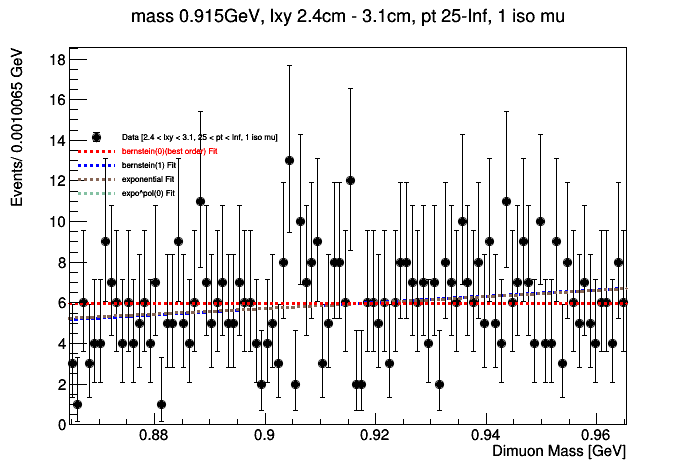 mass 0.915GeV, lxy 2.4cm - 3.1cm, pt 25-Inf, 1 iso mu
Events/ 0.0010065 GeV
18
16
14
12
10
8
6
4
2
0
Data [2.4 < lxy < 3.1, 25 < pt < Inf, 1 iso mu]
bernstein(0)(best order) Fit
bernstein(1) Fit
exponential Fit
expo*pol(0) Fit
0.88
0.9
0.92
0.94
0.96
Dimuon Mass [GeV]